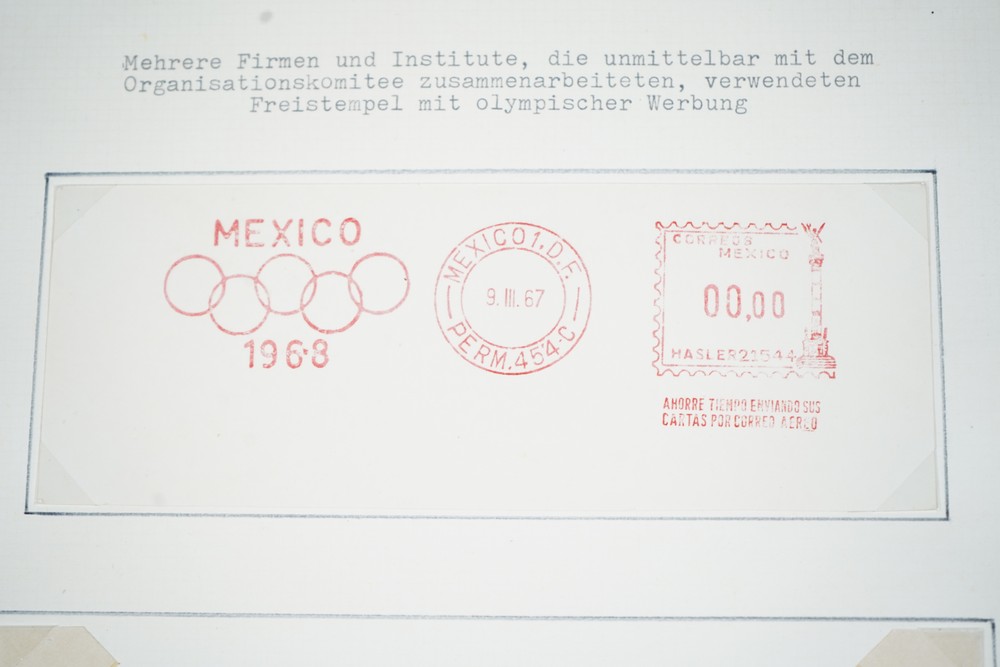 Mehrere Firmen und Institute, die unmittelbar mit dem
Organisationskomitee zusammenarbeiteten, verwendeten
Freistempel mit olympischer Werbung
MEXICO
1968
MEXICO 1, D.F.
9. III. 67
PERM. 454-C
CORREOS
MEXICO
00,00
HASLER 21544
AHORRE TIEMPO ENVIANDO SUS
CARTAS POR CORREO AEREO